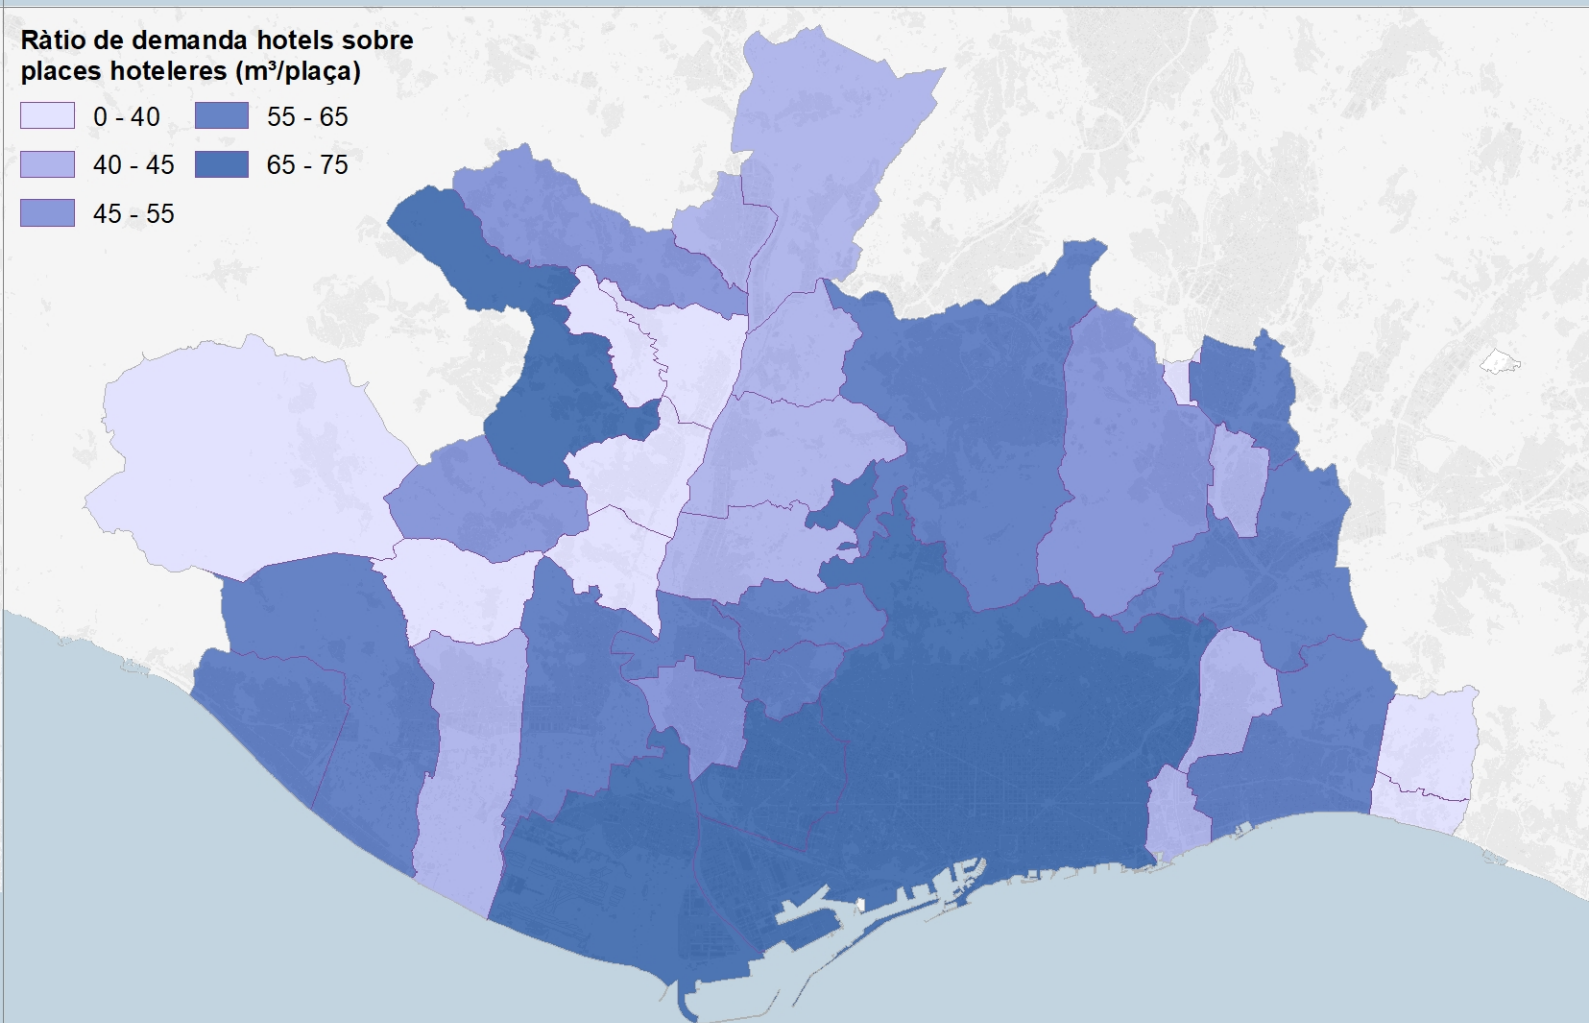 Ràtio de demanda hotels sobre
places hoteleres (m³/plaça)
0 - 40
55 - 65
40 - 45
65 - 75
45 - 55